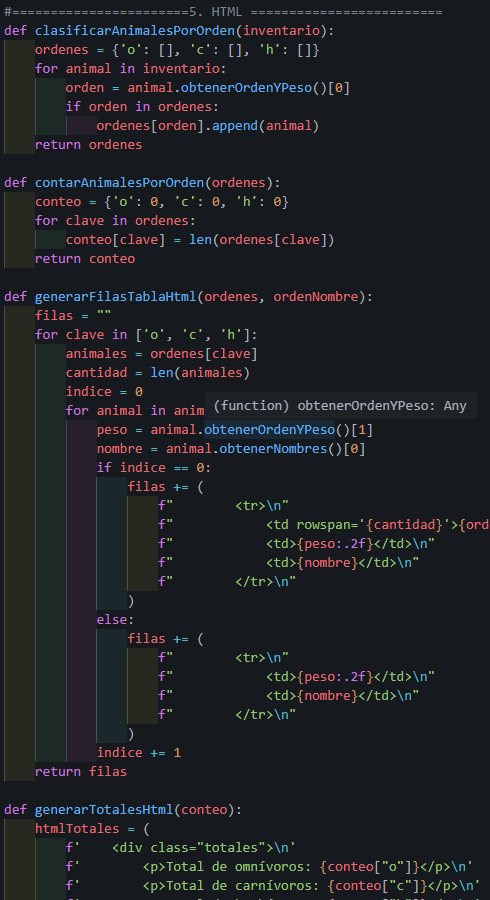 #=======================5. HTML =========================
def clasificarAnimalesPorOrden(inventario):
    ordenes = {'o': [], 'c': [], 'h': []}
    for animal in inventario:
        orden = animal.obtenerOrdenYPeso()[0]
        if orden in ordenes:
            ordenes[orden].append(animal)
    return ordenes

def contarAnimalesPorOrden(ordenes):
    conteo = {'o': 0, 'c': 0, 'h': 0}
    for clave in ordenes:
        conteo[clave] = len(ordenes[clave])
    return conteo

def generarFilasTablaHtml(ordenes, ordenNombre):
    filas = ""
    for clave in ['o', 'c', 'h']:
        animales = ordenes[clave]
        cantidad = len(animales)
        indice = 0
        for animal in anim
(function) obtenerOrdenYPeso: Any
            peso = animal.obtenerOrdenYPeso()[1]
            nombre = animal.obtenerNombres()[0]
            if indice == 0:
                filas += (
                    f"        <tr>\n"
                    f"            <td rowspan='{cantidad}'>{ord
                    f"            <td>{peso:.2f}</td>\n"
                    f"            <td>{nombre}</td>\n"
                    f"        </tr>\n"
                )
            else:
                filas += (
                    f"        <tr>\n"
                    f"            <td>{peso:.2f}</td>\n"
                    f"            <td>{nombre}</td>\n"
                    f"        </tr>\n"
                )
            indice += 1
    return filas

def generarTotalesHtml(conteo):
    htmlTotales = (
        f'    <div class="totales">\n'
        f'        <p>Total de omnívoros: {conteo["o"]}</p>\n'
        f'        <p>Total de carnívoros: {conteo["c"]}</p>\n'